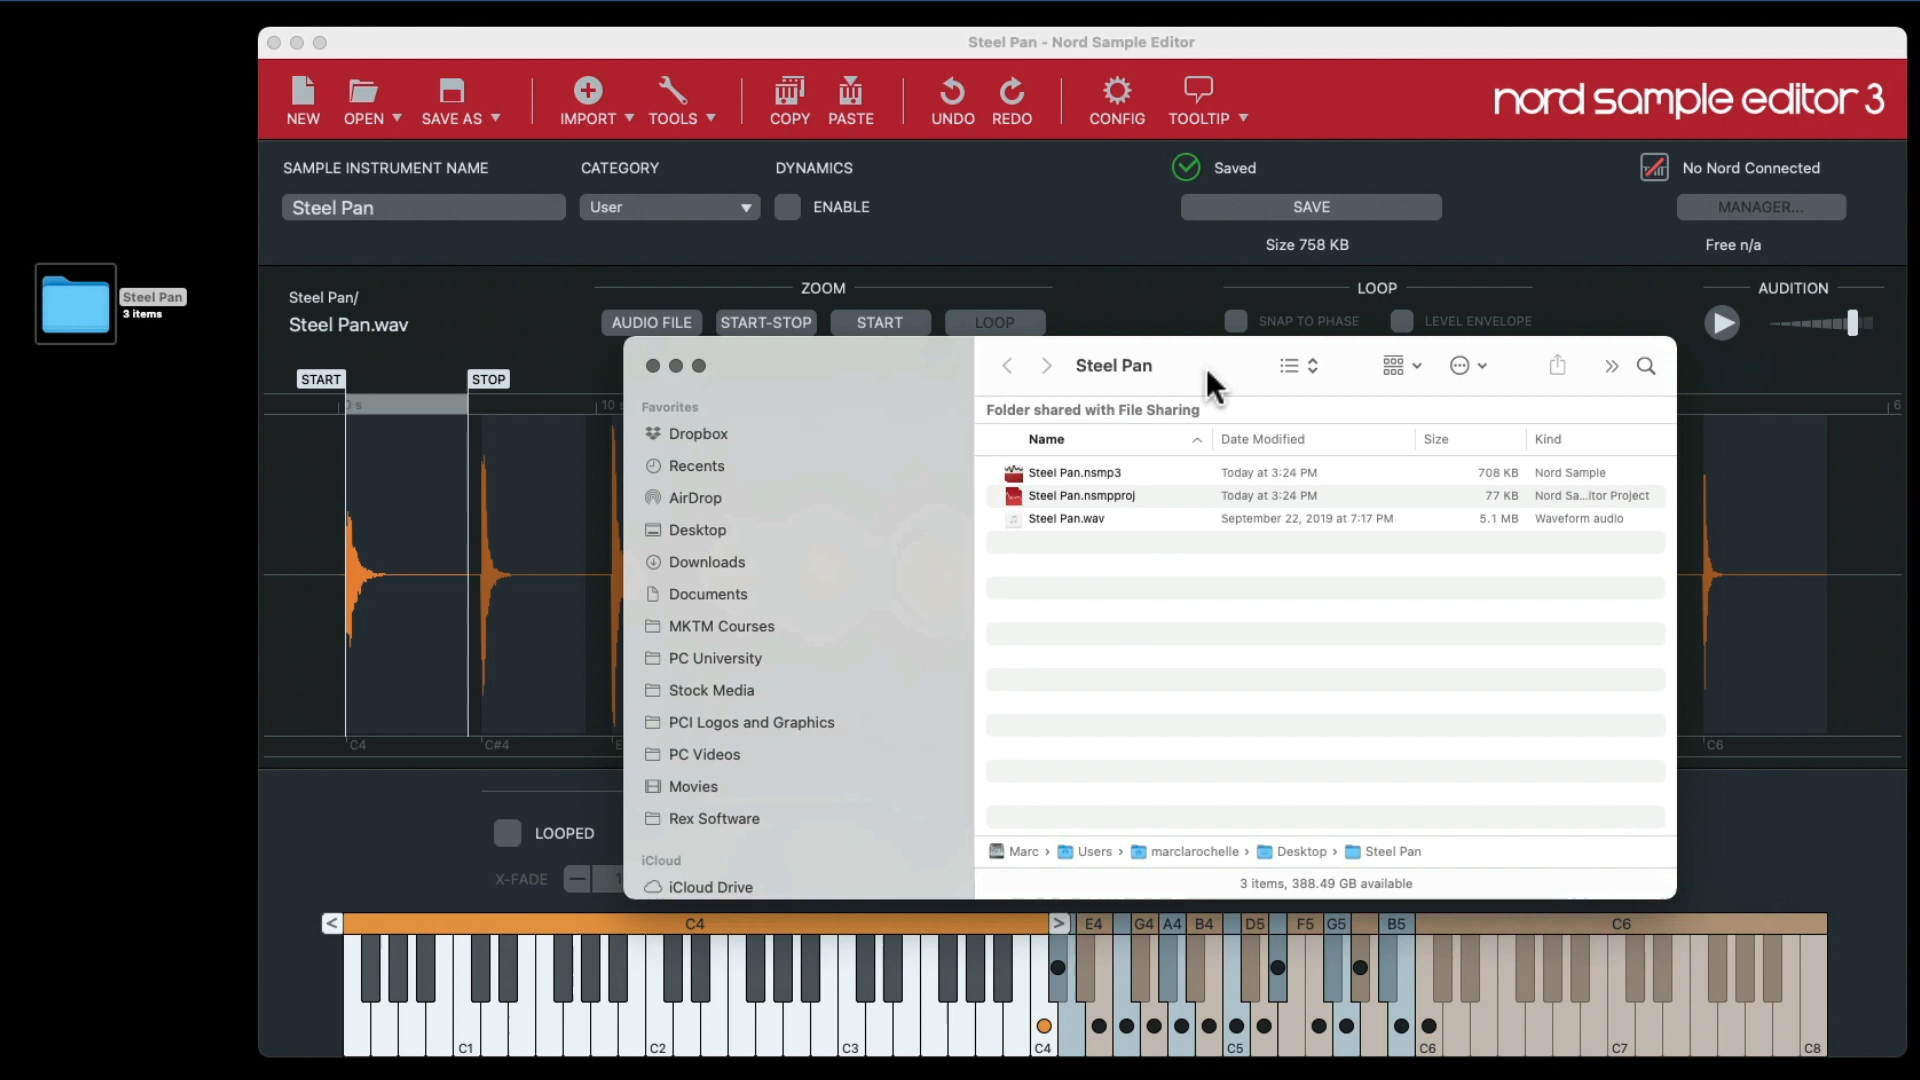 Steel Pan - Nord Sample Editor
NEW OPEN SAVE AS IMPORT TOOLS COPY PASTE UNDO REDO CONFIG TOOLTIP
nord sample editor 3
SAMPLE INSTRUMENT NAME CATEGORY DYNAMICS Saved No Nord Connected
Steel Pan User ENABLE SAVE MANAGER...
Size 758 KB Free n/a
Steel Pan
3 items
Steel Pan/ ZOOM LOOP AUDITION
Steel Pan.wav AUDIO FILE START-STOP START LOOP SNAP TO PHASE LEVEL ENVELOPE
START STOP
0 s 10 6
C4 C#4 E C6
LOOPED
X-FADE
Favorites
Dropbox
Recents
AirDrop
Desktop
Downloads
Documents
MKTM Courses
PC University
Stock Media
PCI Logos and Graphics
PC Videos
Movies
Rex Software
iCloud
iCloud Drive
Steel Pan
Folder shared with File Sharing
Name Date Modified Size Kind
Steel Pan.nsmp3 Today at 3:24 PM 708 KB Nord Sample
Steel Pan.nsmpproj Today at 3:24 PM 77 KB Nord Sa...itor Project
Steel Pan.wav September 22, 2019 at 7:17 PM 5.1 MB Waveform audio
Marc › Users › marclarochelle › Desktop › Steel Pan
3 items, 388.49 GB available
< C4 > E4 G4 A4 B4 D5 F5 G5 B5 C6
C1 C2 C3 C4 C5 C6 C7 C8